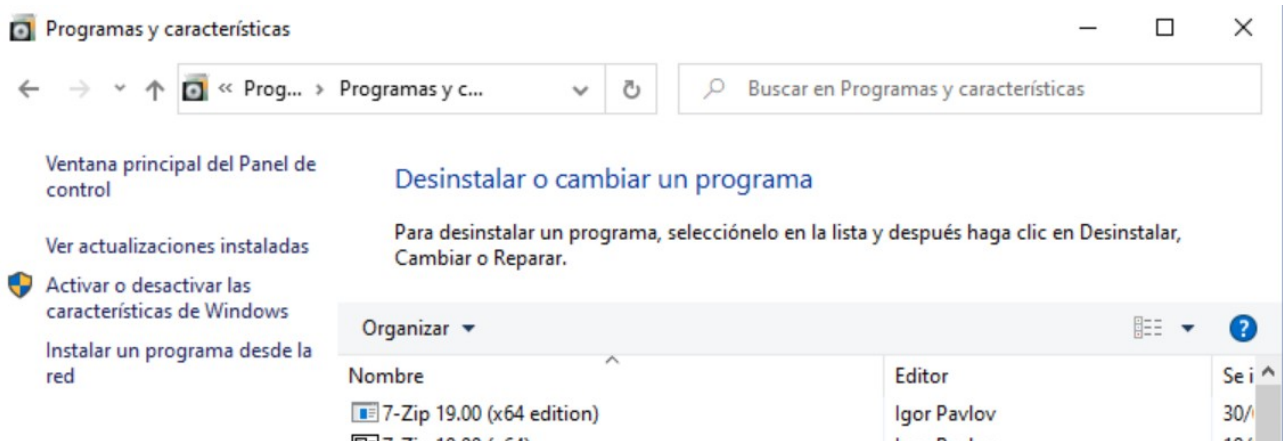 Programas y características
« Prog... › Programas y c...
Buscar en Programas y características
Ventana principal del Panel de
control
Ver actualizaciones instaladas
Activar o desactivar las
características de Windows
Instalar un programa desde la
red
Desinstalar o cambiar un programa
Para desinstalar un programa, selecciónelo en la lista y después haga clic en Desinstalar,
Cambiar o Reparar.
Organizar
Nombre Editor Se i
7-Zip 19.00 (x64 edition) Igor Pavlov 30/